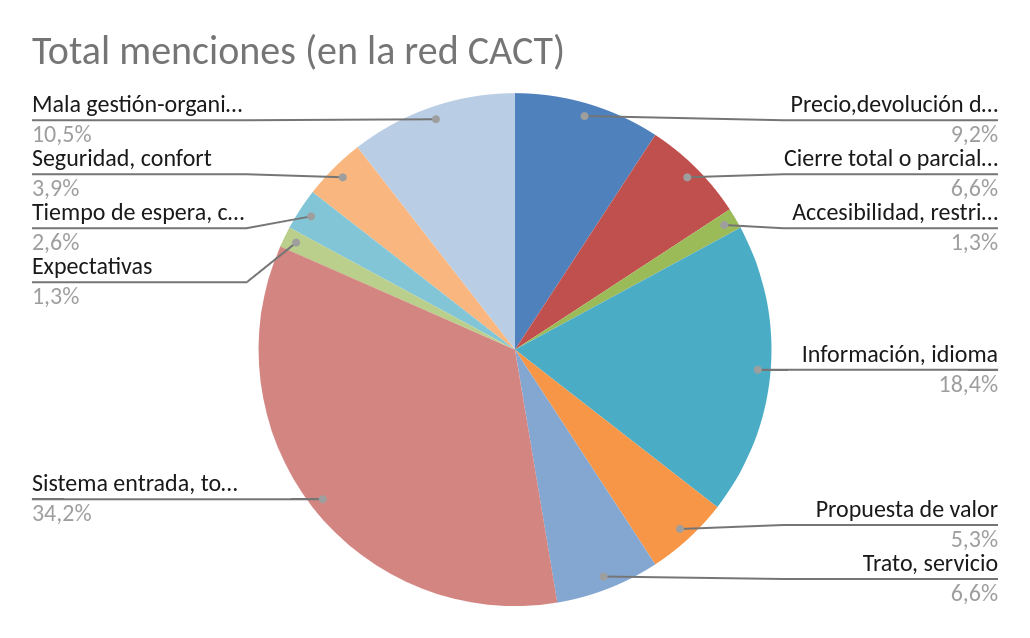 Total menciones (en la red CACT)
Mala gestión-organi...
10,5%
Seguridad, confort
3,9%
Tiempo de espera, c...
2,6%
Expectativas
1,3%
Sistema entrada, to...
34,2%
Precio,devolución d...
9,2%
Cierre total o parcial...
6,6%
Accesibilidad, restri...
1,3%
Información, idioma
18,4%
Propuesta de valor
5,3%
Trato, servicio
6,6%